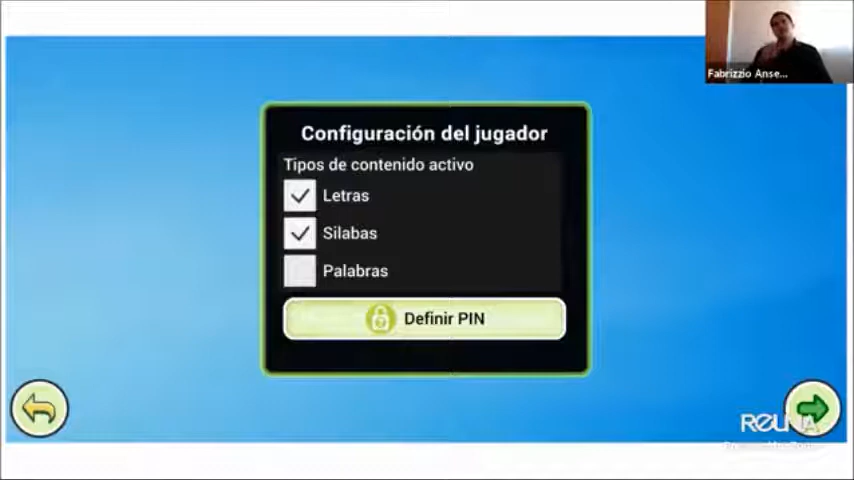 Fabrizzio Anse...
Configuración del jugador
Tipos de contenido activo
Letras
Silabas
Palabras
Definir PIN
REUNA